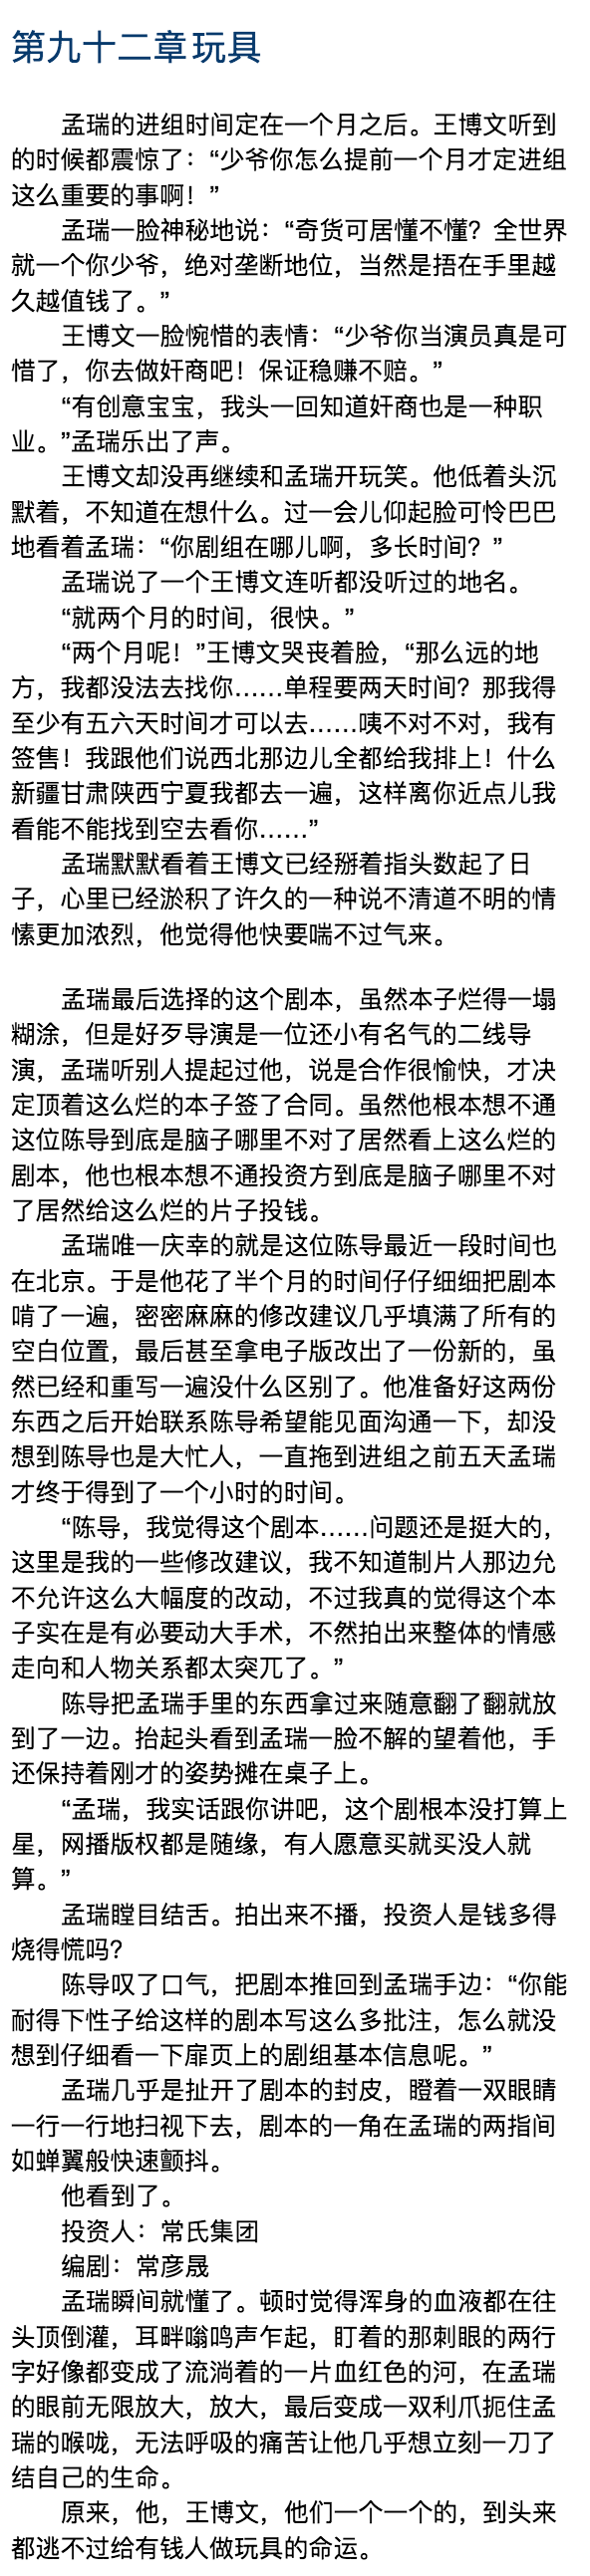 第九十二章 玩具
孟瑞的进组时间定在一个月之后。王博文听到
的时候都震惊了：“少爷你怎么提前一个月才定进组
这么重要的事啊！”
孟瑞一脸神秘地说：“奇货可居懂不懂？全世界
就一个你少爷，绝对垄断地位，当然是捂在手里越
久越值钱了。”
王博文一脸惋惜的表情：“少爷你当演员真是可
惜了，你去做奸商吧！保证稳赚不赔。”
“有创意宝宝，我头一回知道奸商也是一种职
业。”孟瑞乐出了声。
王博文却没再继续和孟瑞开玩笑。他低着头沉
默着，不知道在想什么。过一会儿仰起脸可怜巴巴
地看着孟瑞：“你剧组在哪儿啊，多长时间？”
孟瑞说了一个王博文连听都没听过的地名。
“就两个月的时间，很快。”
“两个月呢！”王博文哭丧着脸，“那么远的地
方，我都没法去找你……单程要两天时间？那我得
至少有五六天时间才可以去……咦不对不对，我有
签售！我跟他们说西北那边儿全都给我排上！什么
新疆甘肃陕西宁夏我都去一遍，这样离你近点儿我
看能不能找到空去看你……”
孟瑞默默看着王博文已经掰着指头数起了日
子，心里已经淤积了许久的一种说不清道不明的情
愫更加浓烈，他觉得他快要喘不过气来。
孟瑞最后选择的这个剧本，虽然本子烂得一塌
糊涂，但是好歹导演是一位还小有名气的二线导
演，孟瑞听别人提起过他，说是合作很愉快，才决
定顶着这么烂的本子签了合同。虽然他根本想不通
这位陈导到底是脑子哪里不对了居然看上这么烂的
剧本，他也根本想不通投资方到底是脑子哪里不对
了居然给这么烂的片子投钱。
孟瑞唯一庆幸的就是这位陈导最近一段时间也
在北京。于是他花了半个月的时间仔仔细细把剧本
啃了一遍，密密麻麻的修改建议几乎填满了所有的
空白位置，最后甚至拿电子版改出了一份新的，虽
然已经和重写一遍没什么区别了。他准备好这两份
东西之后开始联系陈导希望能见面沟通一下，却没
想到陈导也是大忙人，一直拖到进组之前五天孟瑞
才终于得到了一个小时的时间。
“陈导，我觉得这个剧本……问题还是挺大的，
这里是我的一些修改建议，我不知道制片人那边允
不允许这么大幅度的改动，不过我真的觉得这个本
子实在是有必要动大手术，不然拍出来整体的情感
走向和人物关系都太突兀了。”
陈导把孟瑞手里的东西拿过来随意翻了翻就放
到了一边。抬起头看到孟瑞一脸不解的望着他，手
还保持着刚才的姿势摊在桌子上。
“孟瑞，我实话跟你讲吧，这个剧根本没打算上
星，网播版权都是随缘，有人愿意买就买没人就
算。”
孟瑞瞠目结舌。拍出来不播，投资人是钱多得
烧得慌吗？
陈导叹了口气，把剧本推回到孟瑞手边：“你能
耐得下性子给这样的剧本写这么多批注，怎么就没
想到仔细看一下扉页上的剧组基本信息呢。”
孟瑞几乎是扯开了剧本的封皮，瞪着一双眼睛
一行一行地扫视下去，剧本的一角在孟瑞的两指间
如蝉翼般快速颤抖。
他看到了。
投资人：常氏集团
编剧：常彦晟
孟瑞瞬间就懂了。顿时觉得浑身的血液都在往
头顶倒灌，耳畔嗡鸣声乍起，盯着的那刺眼的两行
字好像都变成了流淌着的一片血红色的河，在孟瑞
的眼前无限放大，放大，最后变成一双利爪扼住孟
瑞的喉咙，无法呼吸的痛苦让他几乎想立刻一刀了
结自己的生命。
原来，他，王博文，他们一个一个的，到头来
都逃不过给有钱人做玩具的命运。